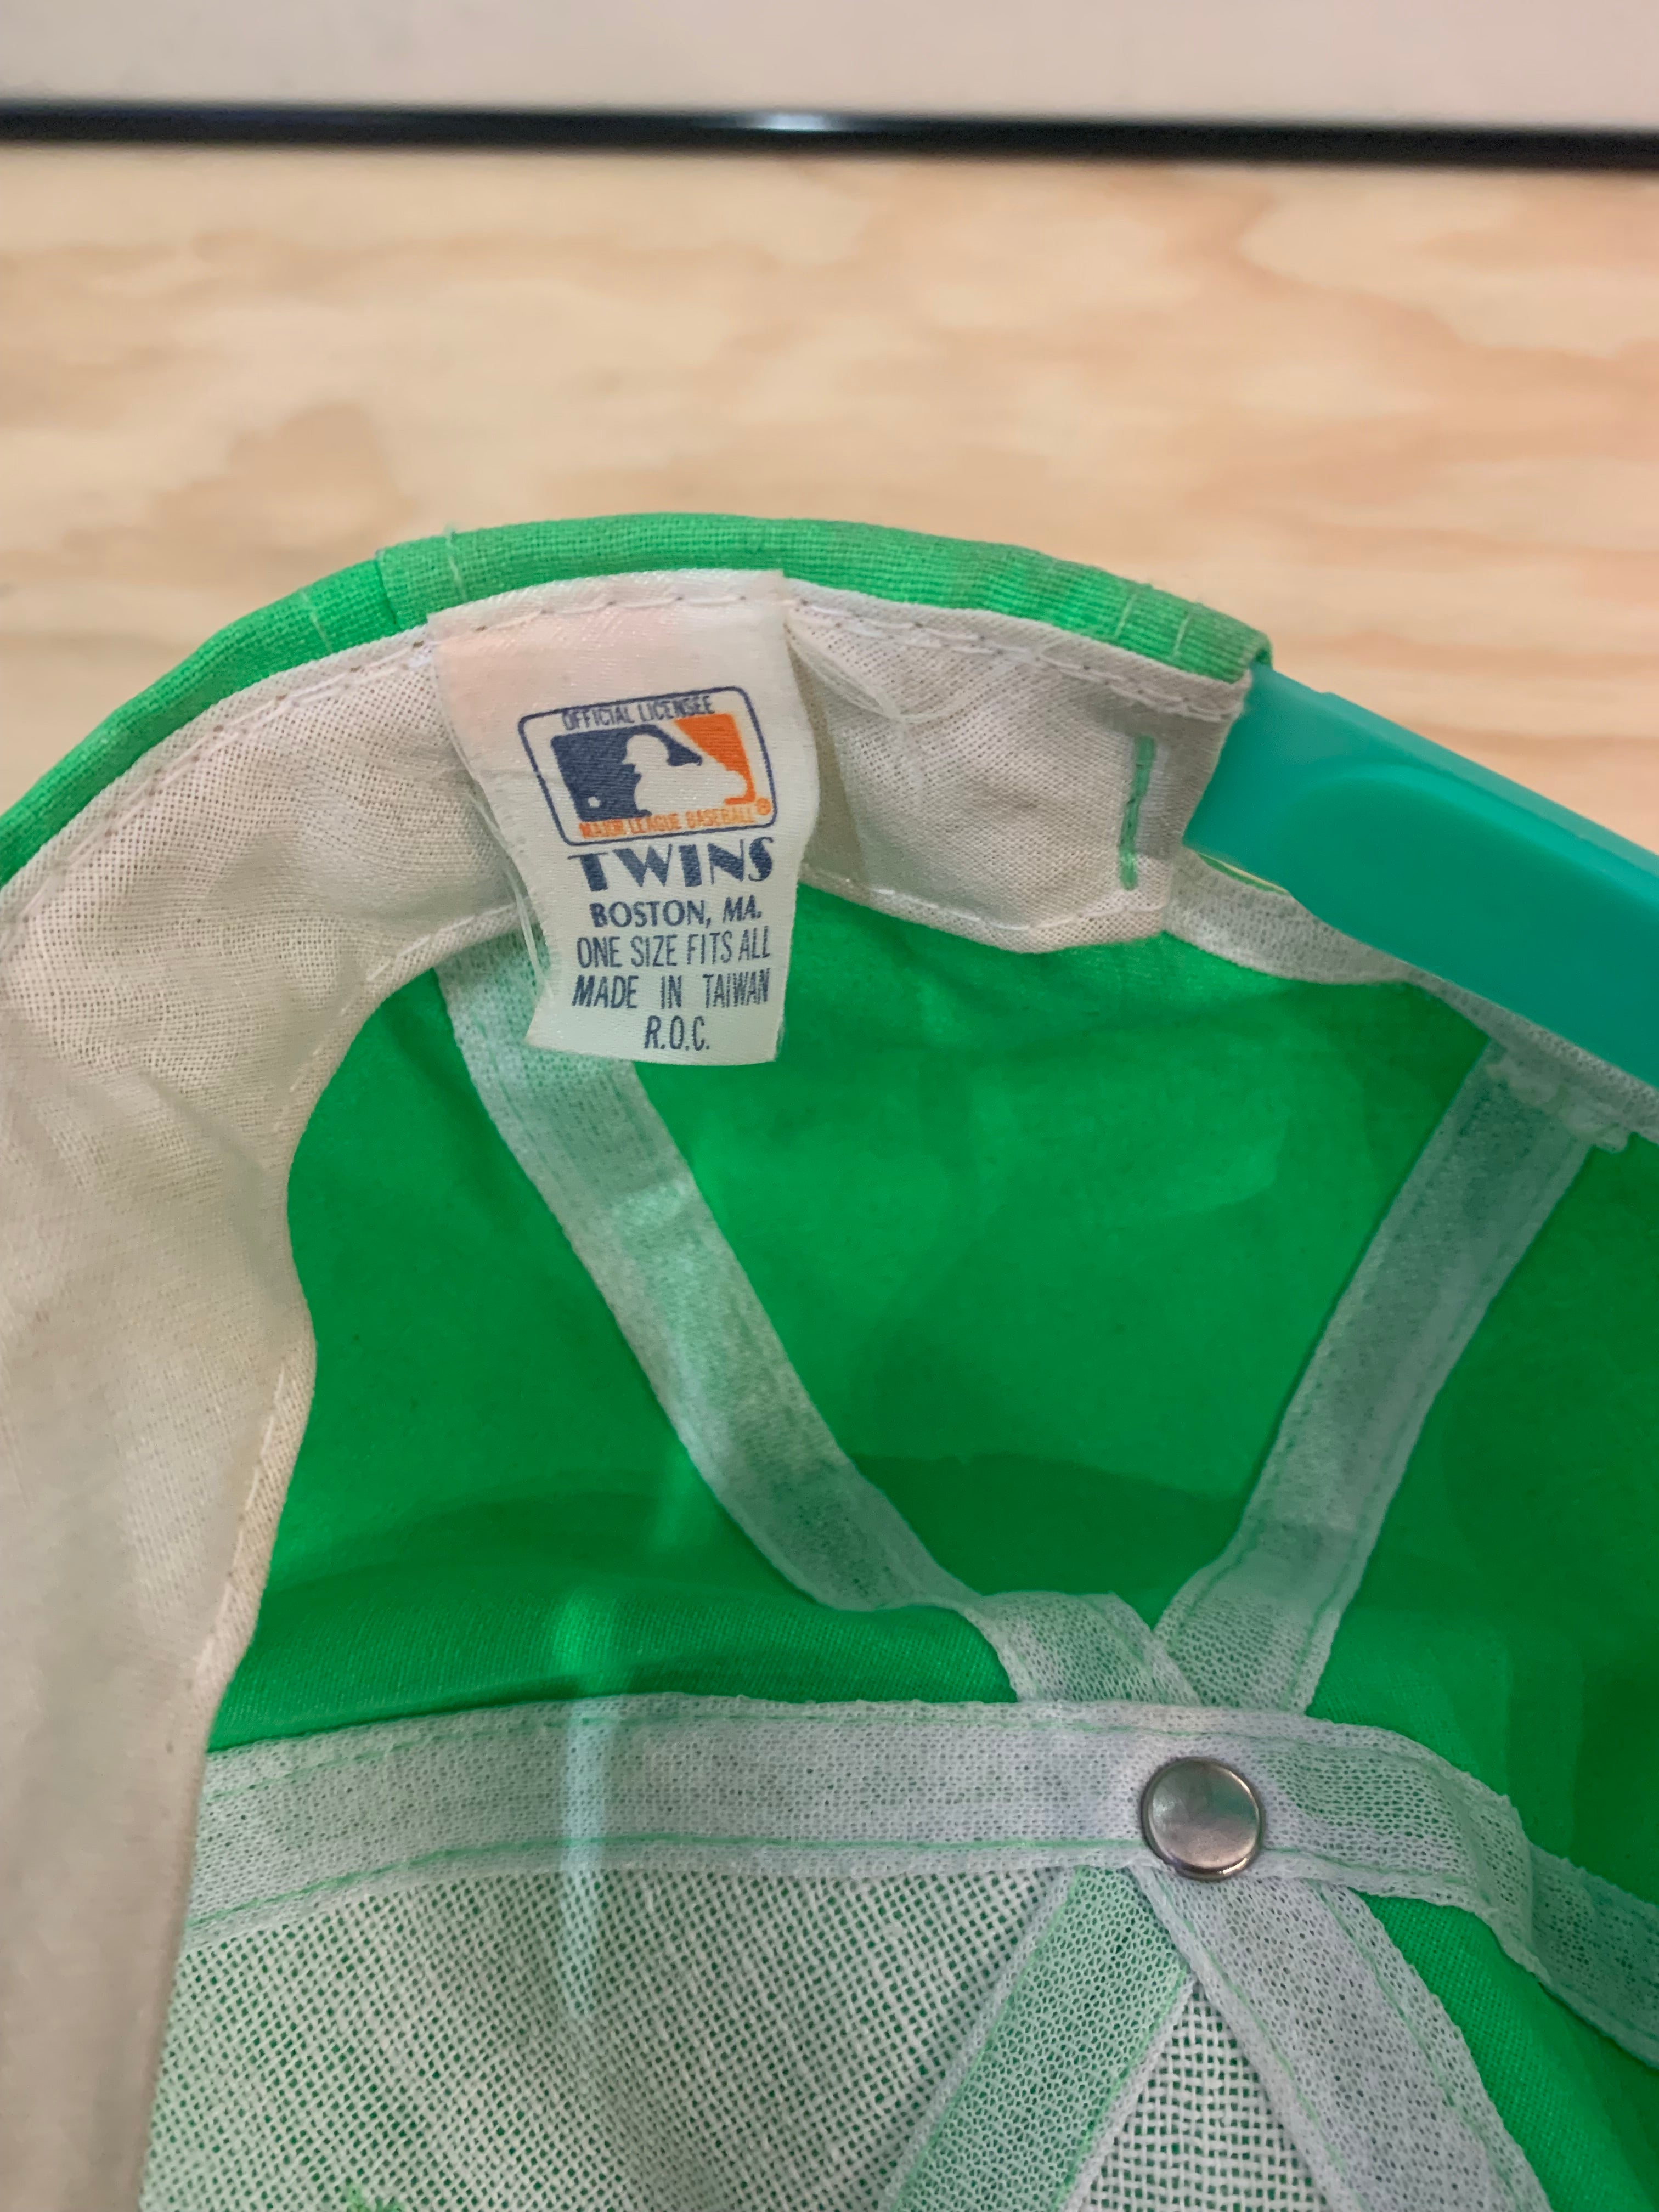 OFFICIAL LICENSEE
MAJOR LEAGUE BASEBALL®
TWINS
BOSTON, MA.
ONE SIZE FITS ALL
MADE IN TAIWAN
R.O.C.